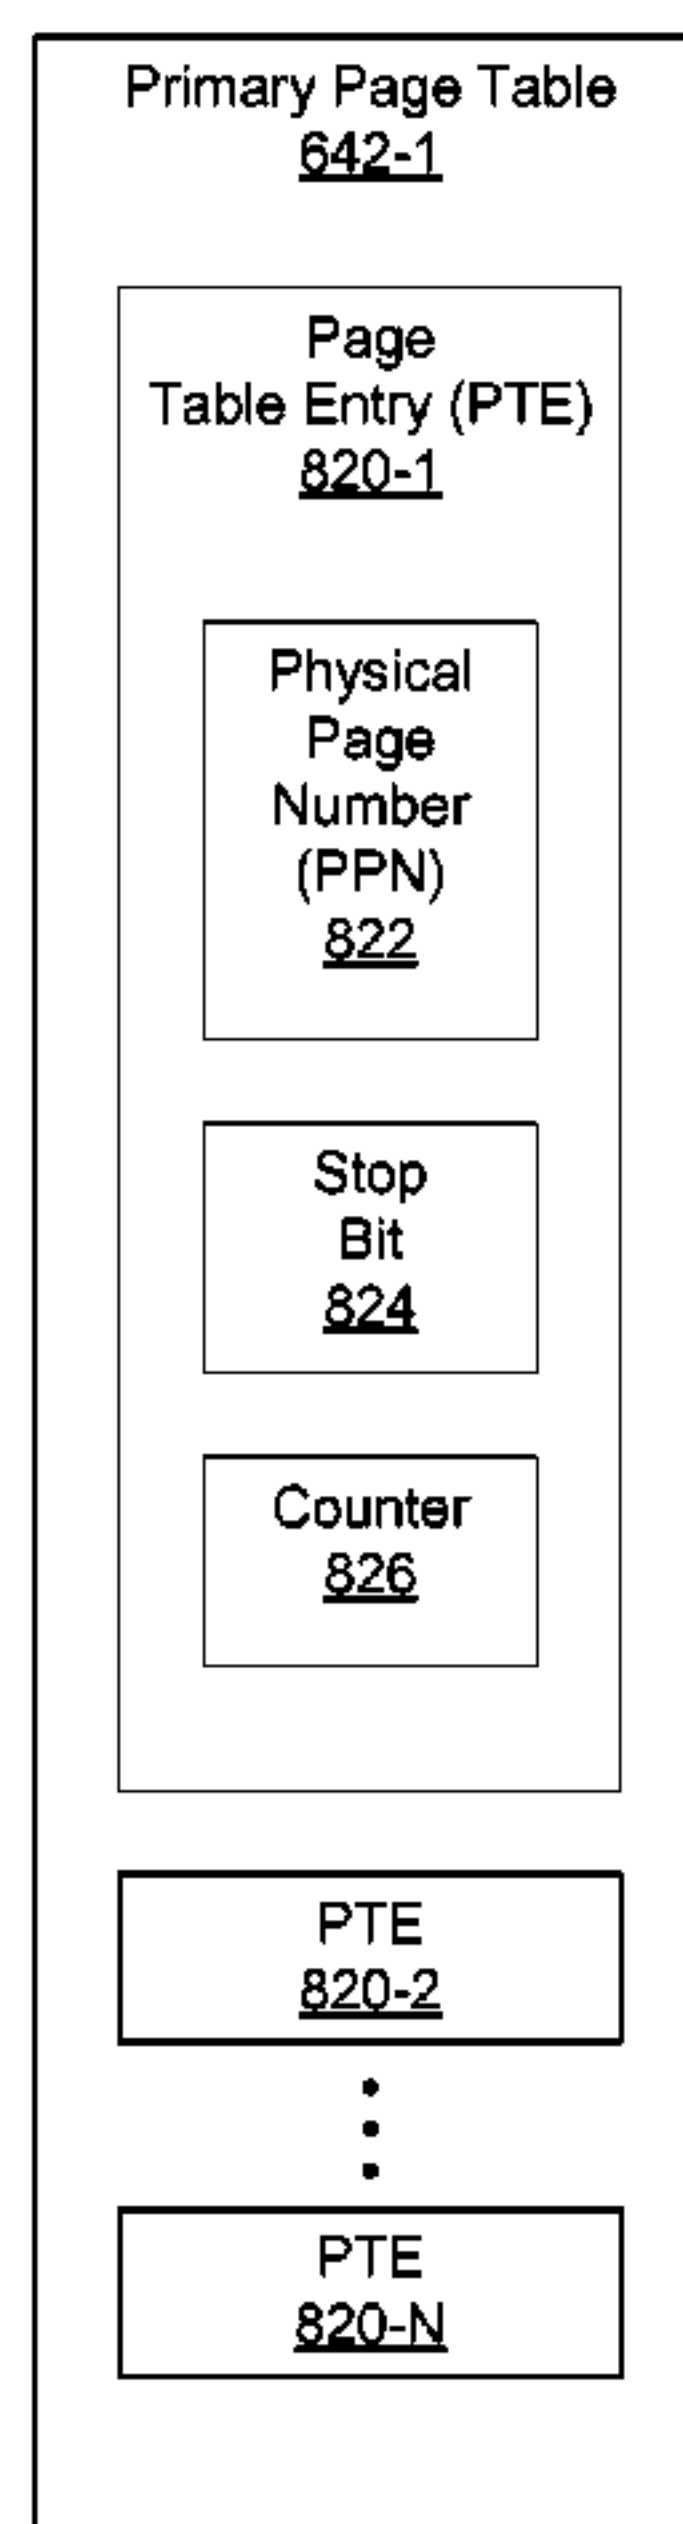 Primary Page Table
642-1
Page
Table Entry (PTE)
820-1
Physical
Page
Number
(PPN)
822
Stop
Bit
824
Counter
826
PTE
820-2
PTE
820-N